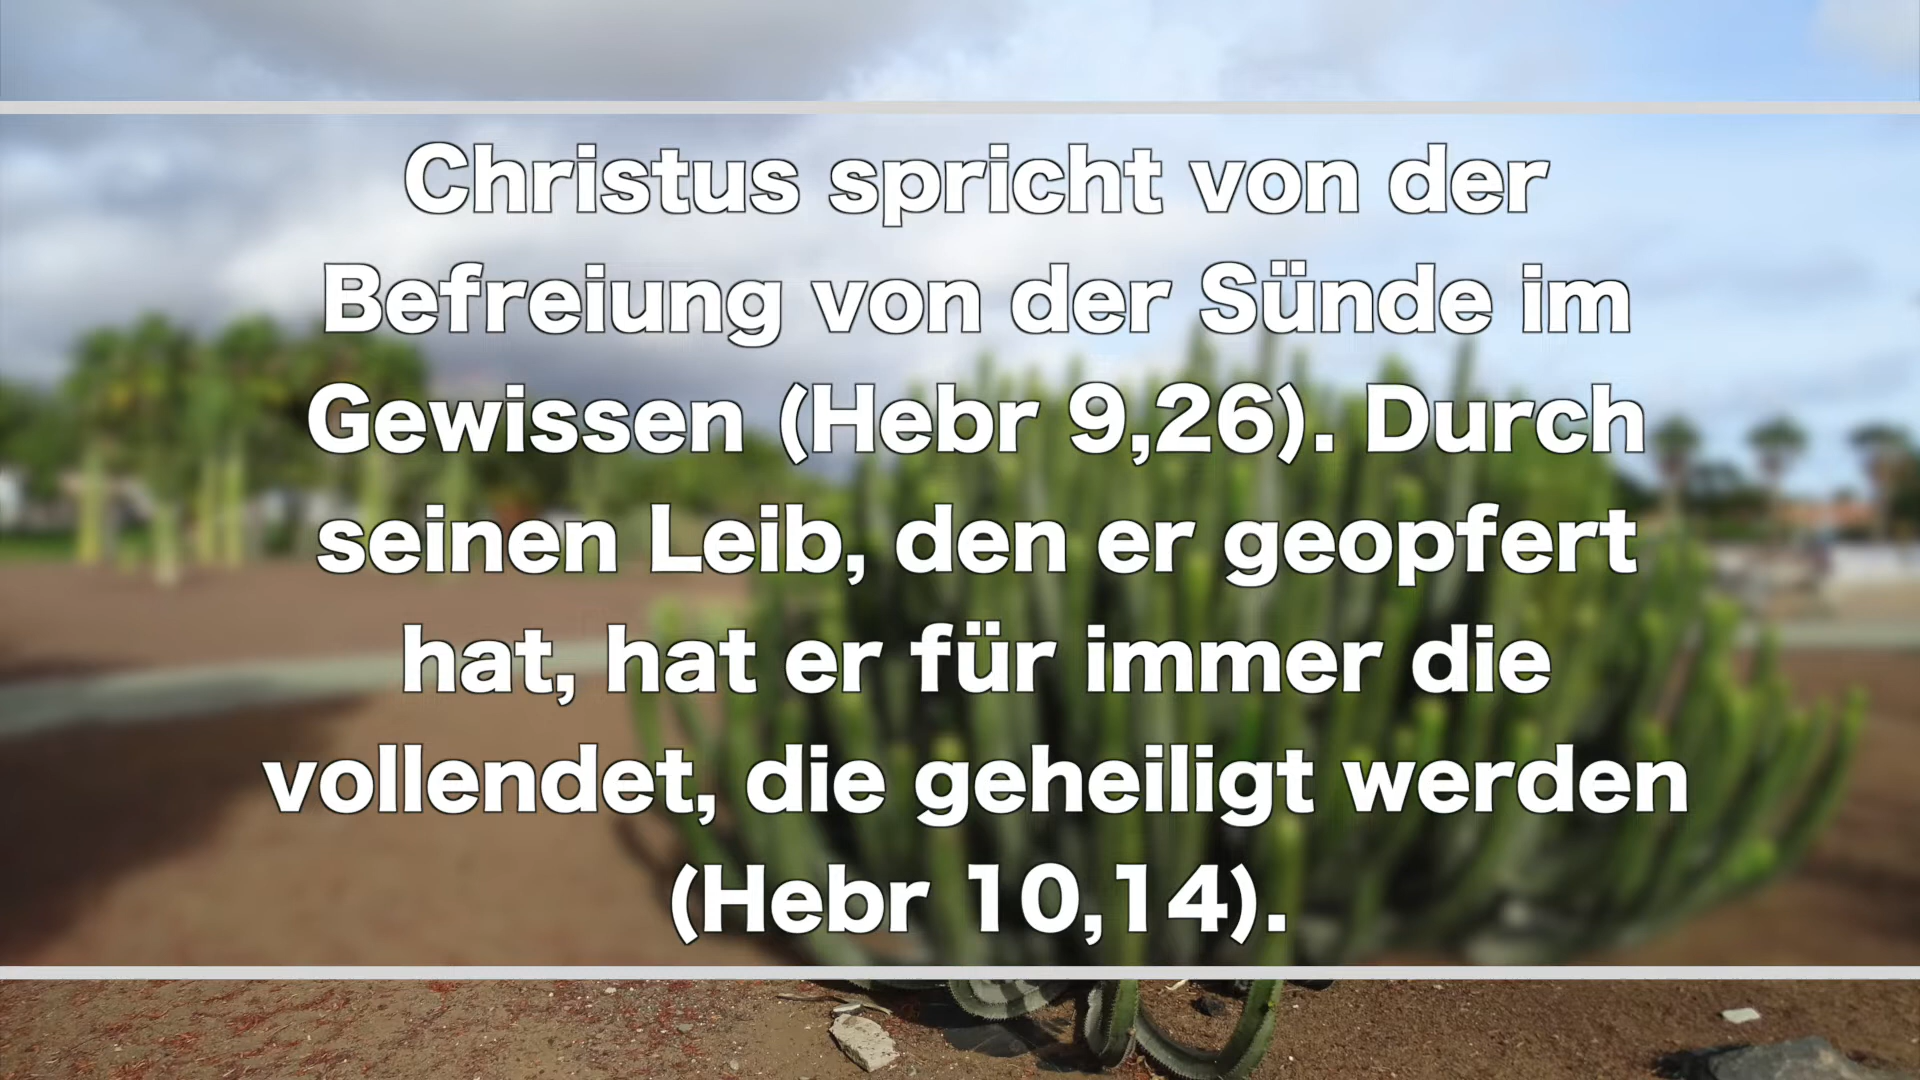 Christus spricht von der
Befreiung von der Sünde im
Gewissen (Hebr 9,26). Durch
seinen Leib, den er geopfert
hat, hat er für immer die
vollendet, die geheiligt werden
(Hebr 10,14).